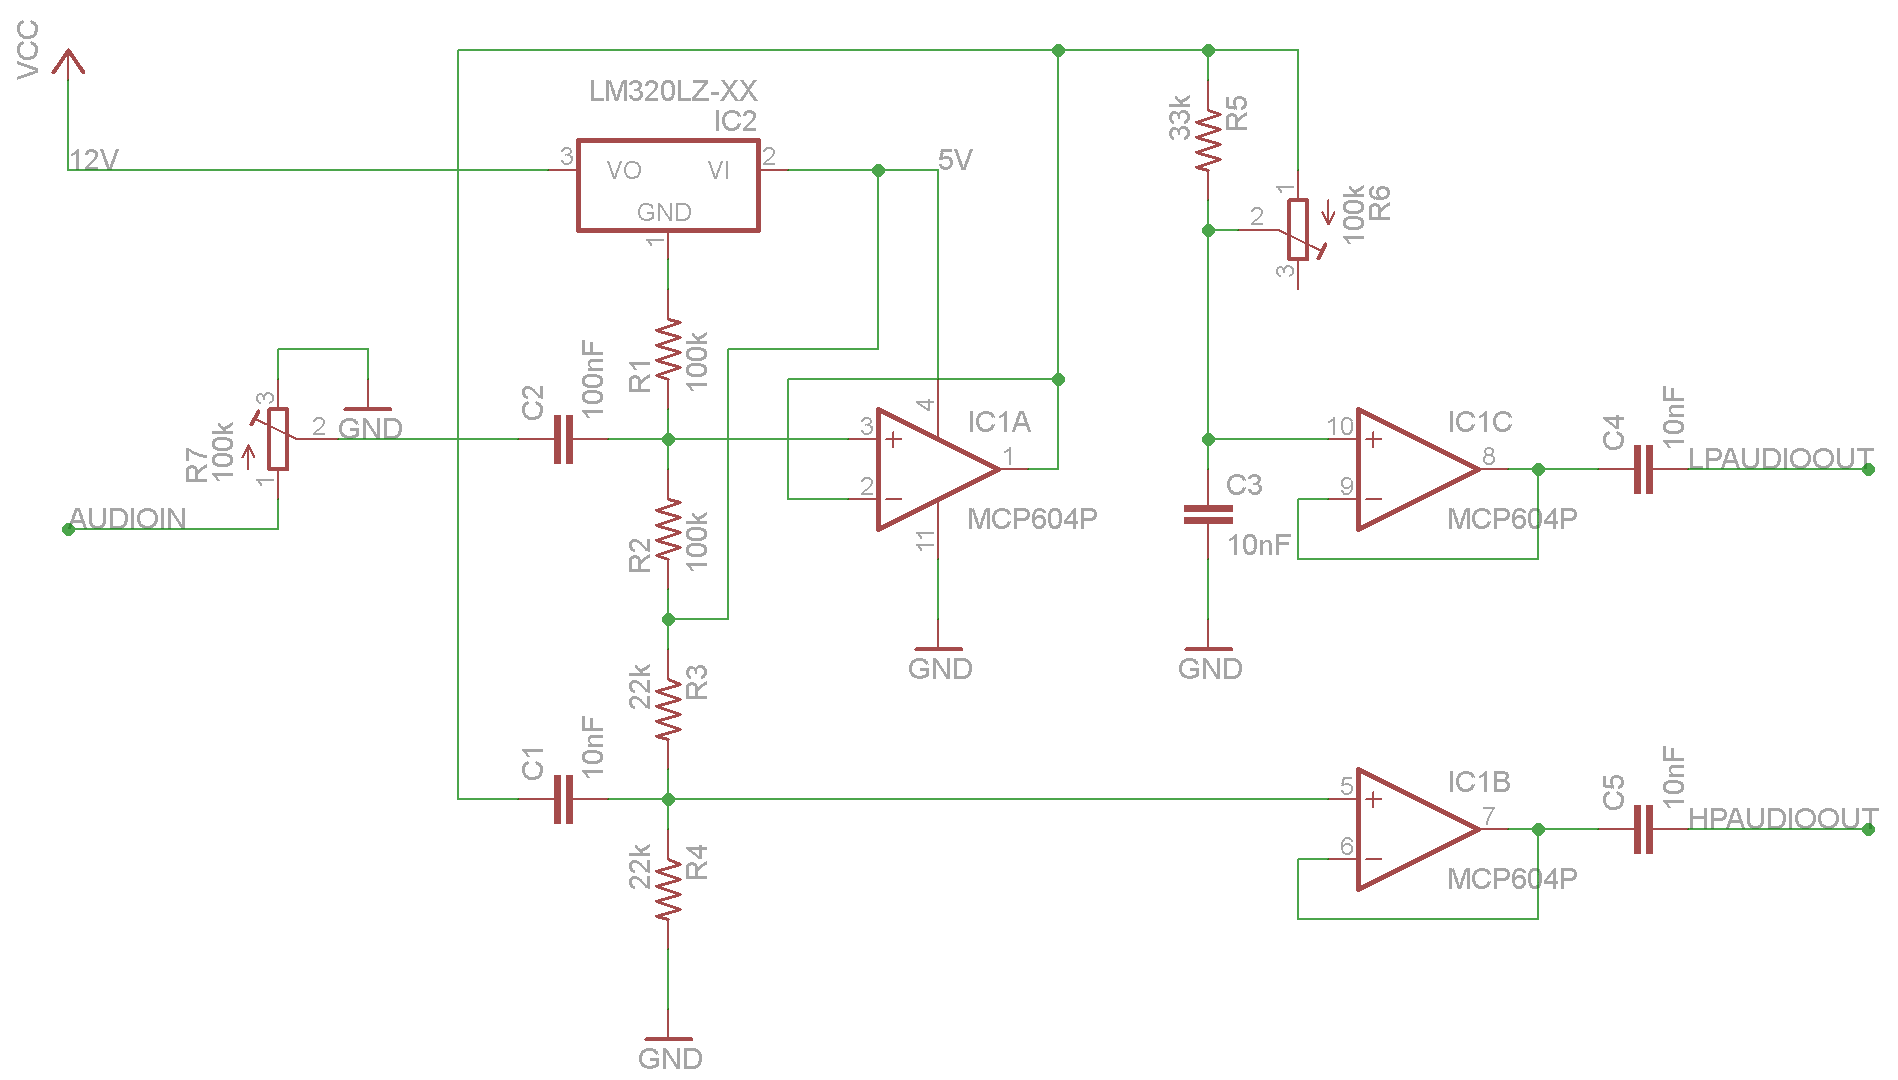 VCC
12V
LM320LZ-XX
IC2
3
VO
VI
2
GND
1
5V
33k
R5
1
2
3
100k
R6
R1
100k
C2
100nF
3
2
1
R7
100k
GND
AUDIOIN
3
2
4
11
1
IC1A
MCP604P
GND
R2
100k
10
9
8
IC1C
MCP604P
C4
10nF
LPAUDIOOUT
C3
10nF
GND
22k
R3
C1
10nF
22k
R4
GND
5
6
7
IC1B
MCP604P
C5
10nF
HPAUDIOOUT